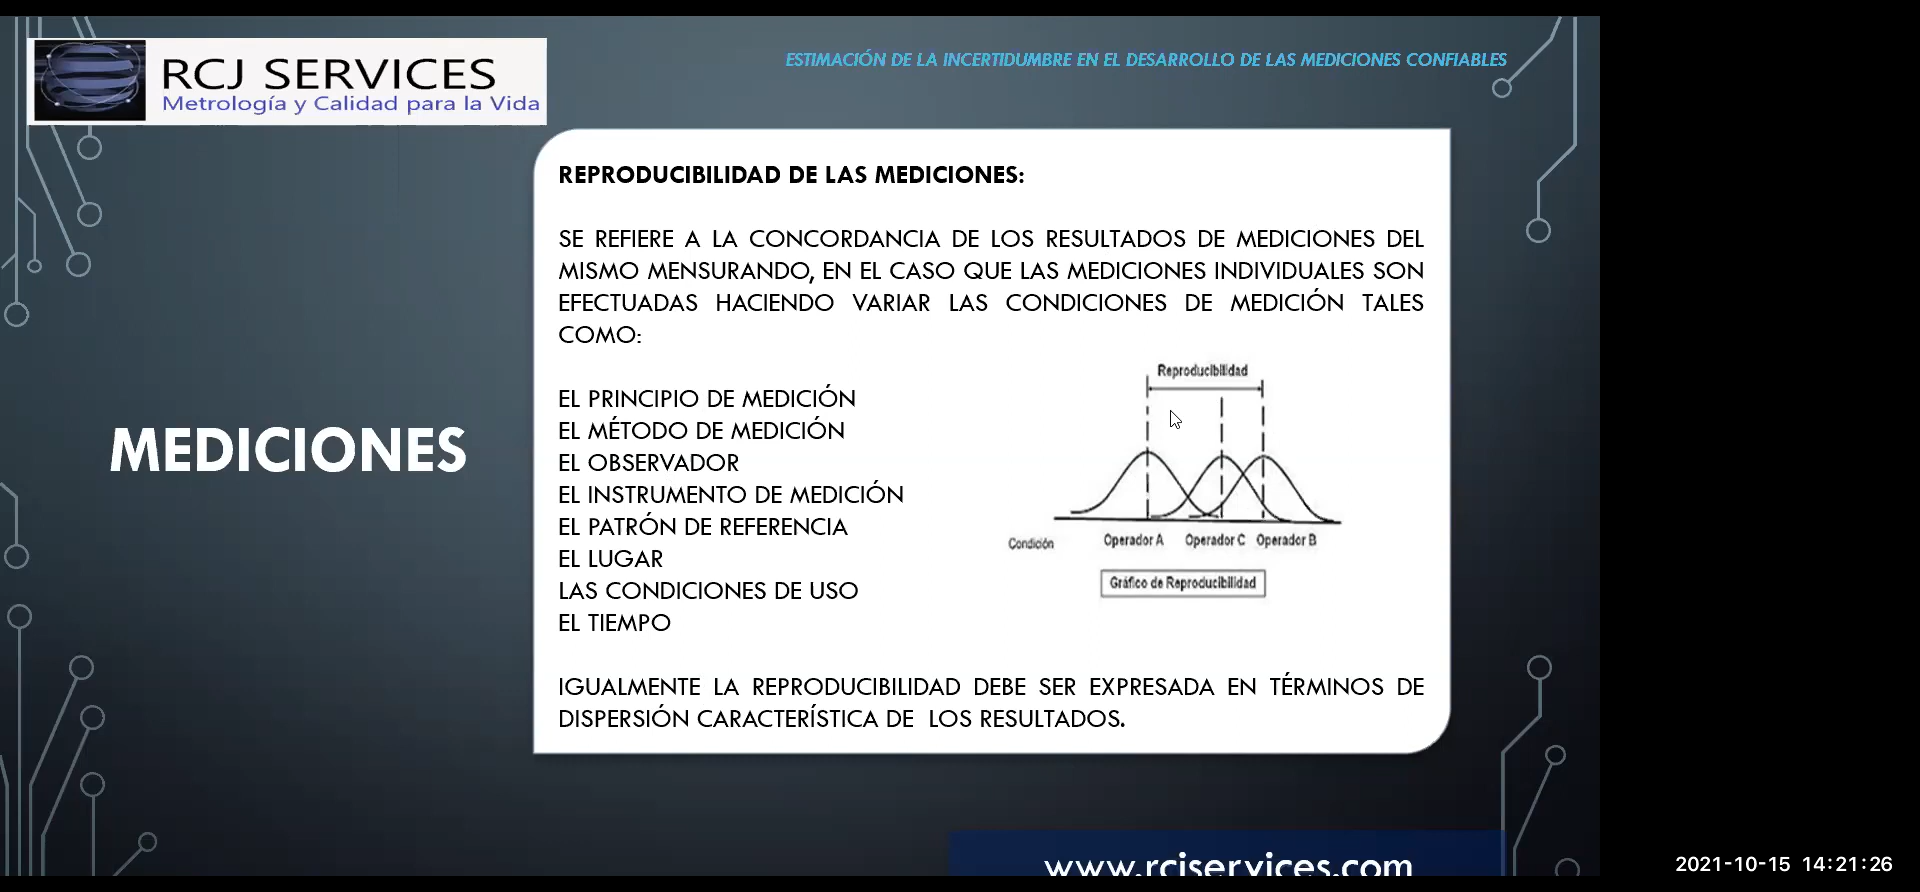 RCJ SERVICES
Metrología y Calidad para la Vida
ESTIMACIÓN DE LA INCERTIDUMBRE EN EL DESARROLLO DE LAS MEDICIONES CONFIABLES
MEDICIONES
REPRODUCIBILIDAD DE LAS MEDICIONES:
SE REFIERE A LA CONCORDANCIA DE LOS RESULTADOS DE MEDICIONES DEL
MISMO MENSURANDO, EN EL CASO QUE LAS MEDICIONES INDIVIDUALES SON
EFECTUADAS HACIENDO VARIAR LAS CONDICIONES DE MEDICIÓN TALES
COMO:
EL PRINCIPIO DE MEDICIÓN
EL MÉTODO DE MEDICIÓN
EL OBSERVADOR
EL INSTRUMENTO DE MEDICIÓN
EL PATRÓN DE REFERENCIA
EL LUGAR
LAS CONDICIONES DE USO
EL TIEMPO
Reproducibilidad
Condición Operador A Operador C Operador B
Gráfico de Reproducibilidad
IGUALMENTE LA REPRODUCIBILIDAD DEBE SER EXPRESADA EN TÉRMINOS DE
DISPERSIÓN CARACTERÍSTICA DE LOS RESULTADOS.
www.rcjservices.com
2021-10-15 14:21:26